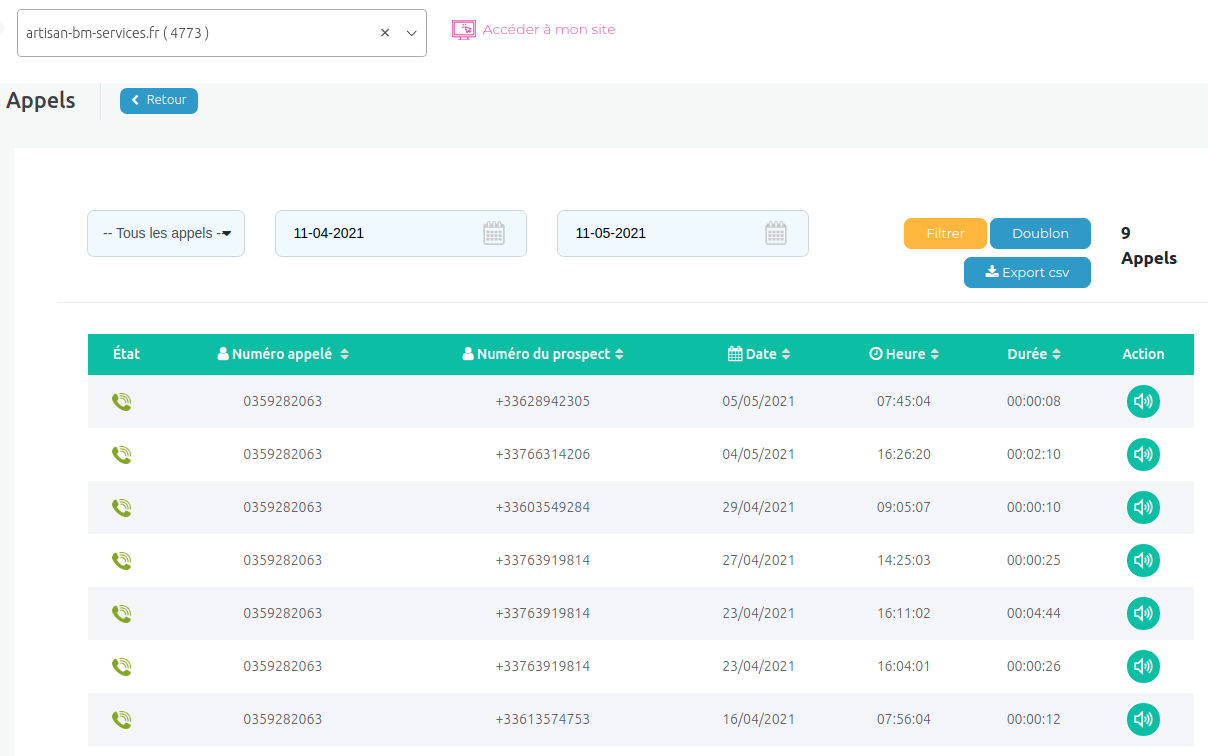 artisan-bm-services.fr ( 4773 ) ×
Accéder à mon site
Appels
Retour
-- Tous les appels -
11-04-2021
11-05-2021
Filtrer
Doublon
Export csv
9
Appels
État Numéro appelé Numéro du prospect Date Heure Durée Action
0359282063 +33628942305 05/05/2021 07:45:04 00:00:08
0359282063 +33766314206 04/05/2021 16:26:20 00:02:10
0359282063 +33603549284 29/04/2021 09:05:07 00:00:10
0359282063 +33763919814 27/04/2021 14:25:03 00:00:25
0359282063 +33763919814 23/04/2021 16:11:02 00:04:44
0359282063 +33763919814 23/04/2021 16:04:01 00:00:26
0359282063 +33613574753 16/04/2021 07:56:04 00:00:12